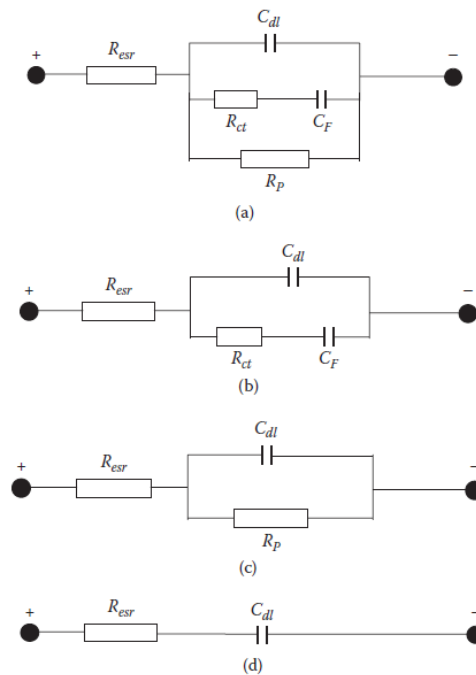 C_dl
+ R_esr −
R_ct C_F
R_P
(a)
C_dl
+ R_esr −
R_ct C_F
(b)
C_dl
+ R_esr −
R_P
(c)
+ R_esr C_dl −
(d)